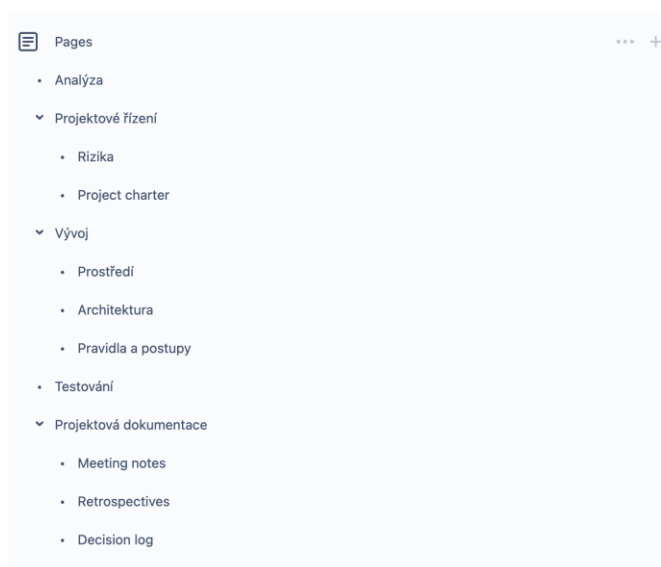 Pages
Analýza
Projektové řízení
Rizika
Project charter
Vývoj
Prostředí
Architektura
Pravidla a postupy
Testování
Projektová dokumentace
Meeting notes
Retrospectives
Decision log